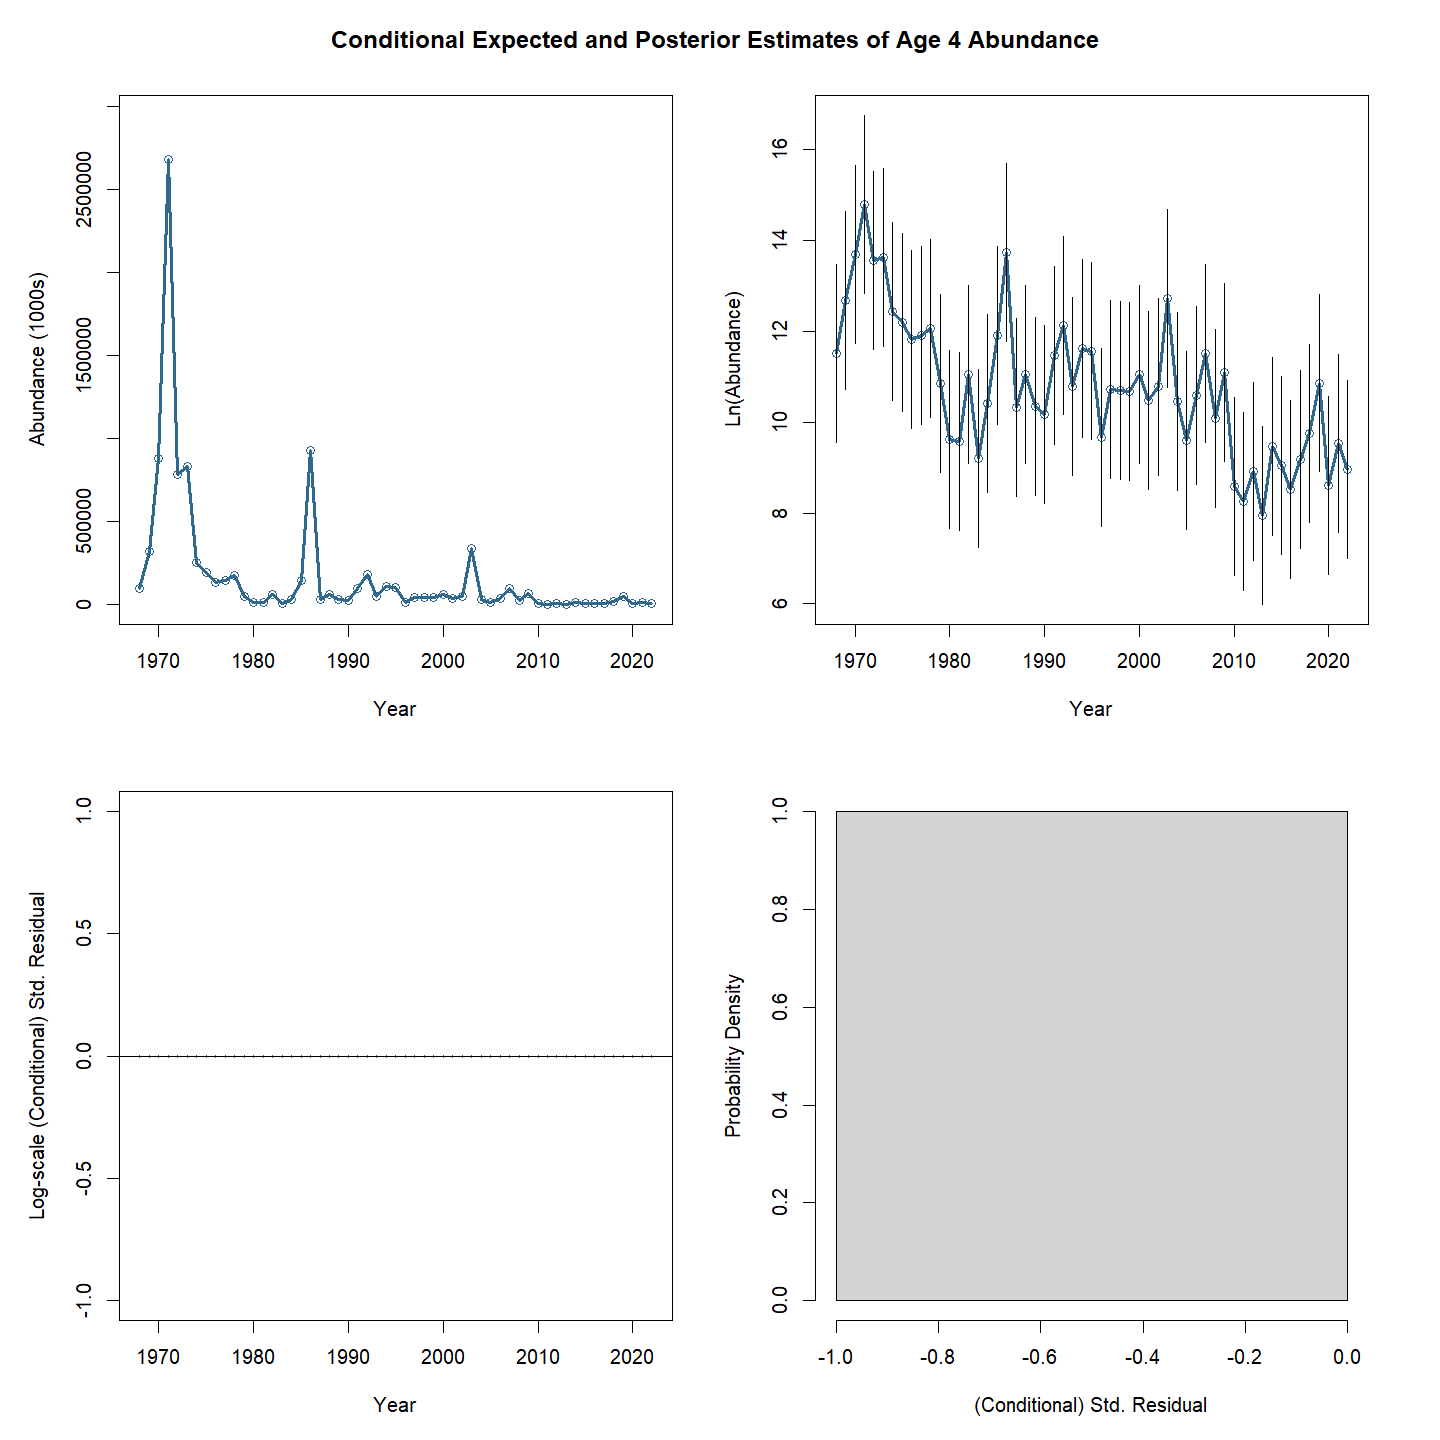 Conditional Expected and Posterior Estimates of Age 4 Abundance
Abundance (1000s)
2500000
1500000
500000
0
1970 1980 1990 2000 2010 2020
Year
Ln(Abundance)
16
14
12
10
8
6
1970 1980 1990 2000 2010 2020
Year
Log-scale (Conditional) Std. Residual
1.0
0.5
0.0
-0.5
-1.0
1970 1980 1990 2000 2010 2020
Year
Probability Density
1.0
0.8
0.6
0.4
0.2
0.0
-1.0 -0.8 -0.6 -0.4 -0.2 0.0
(Conditional) Std. Residual